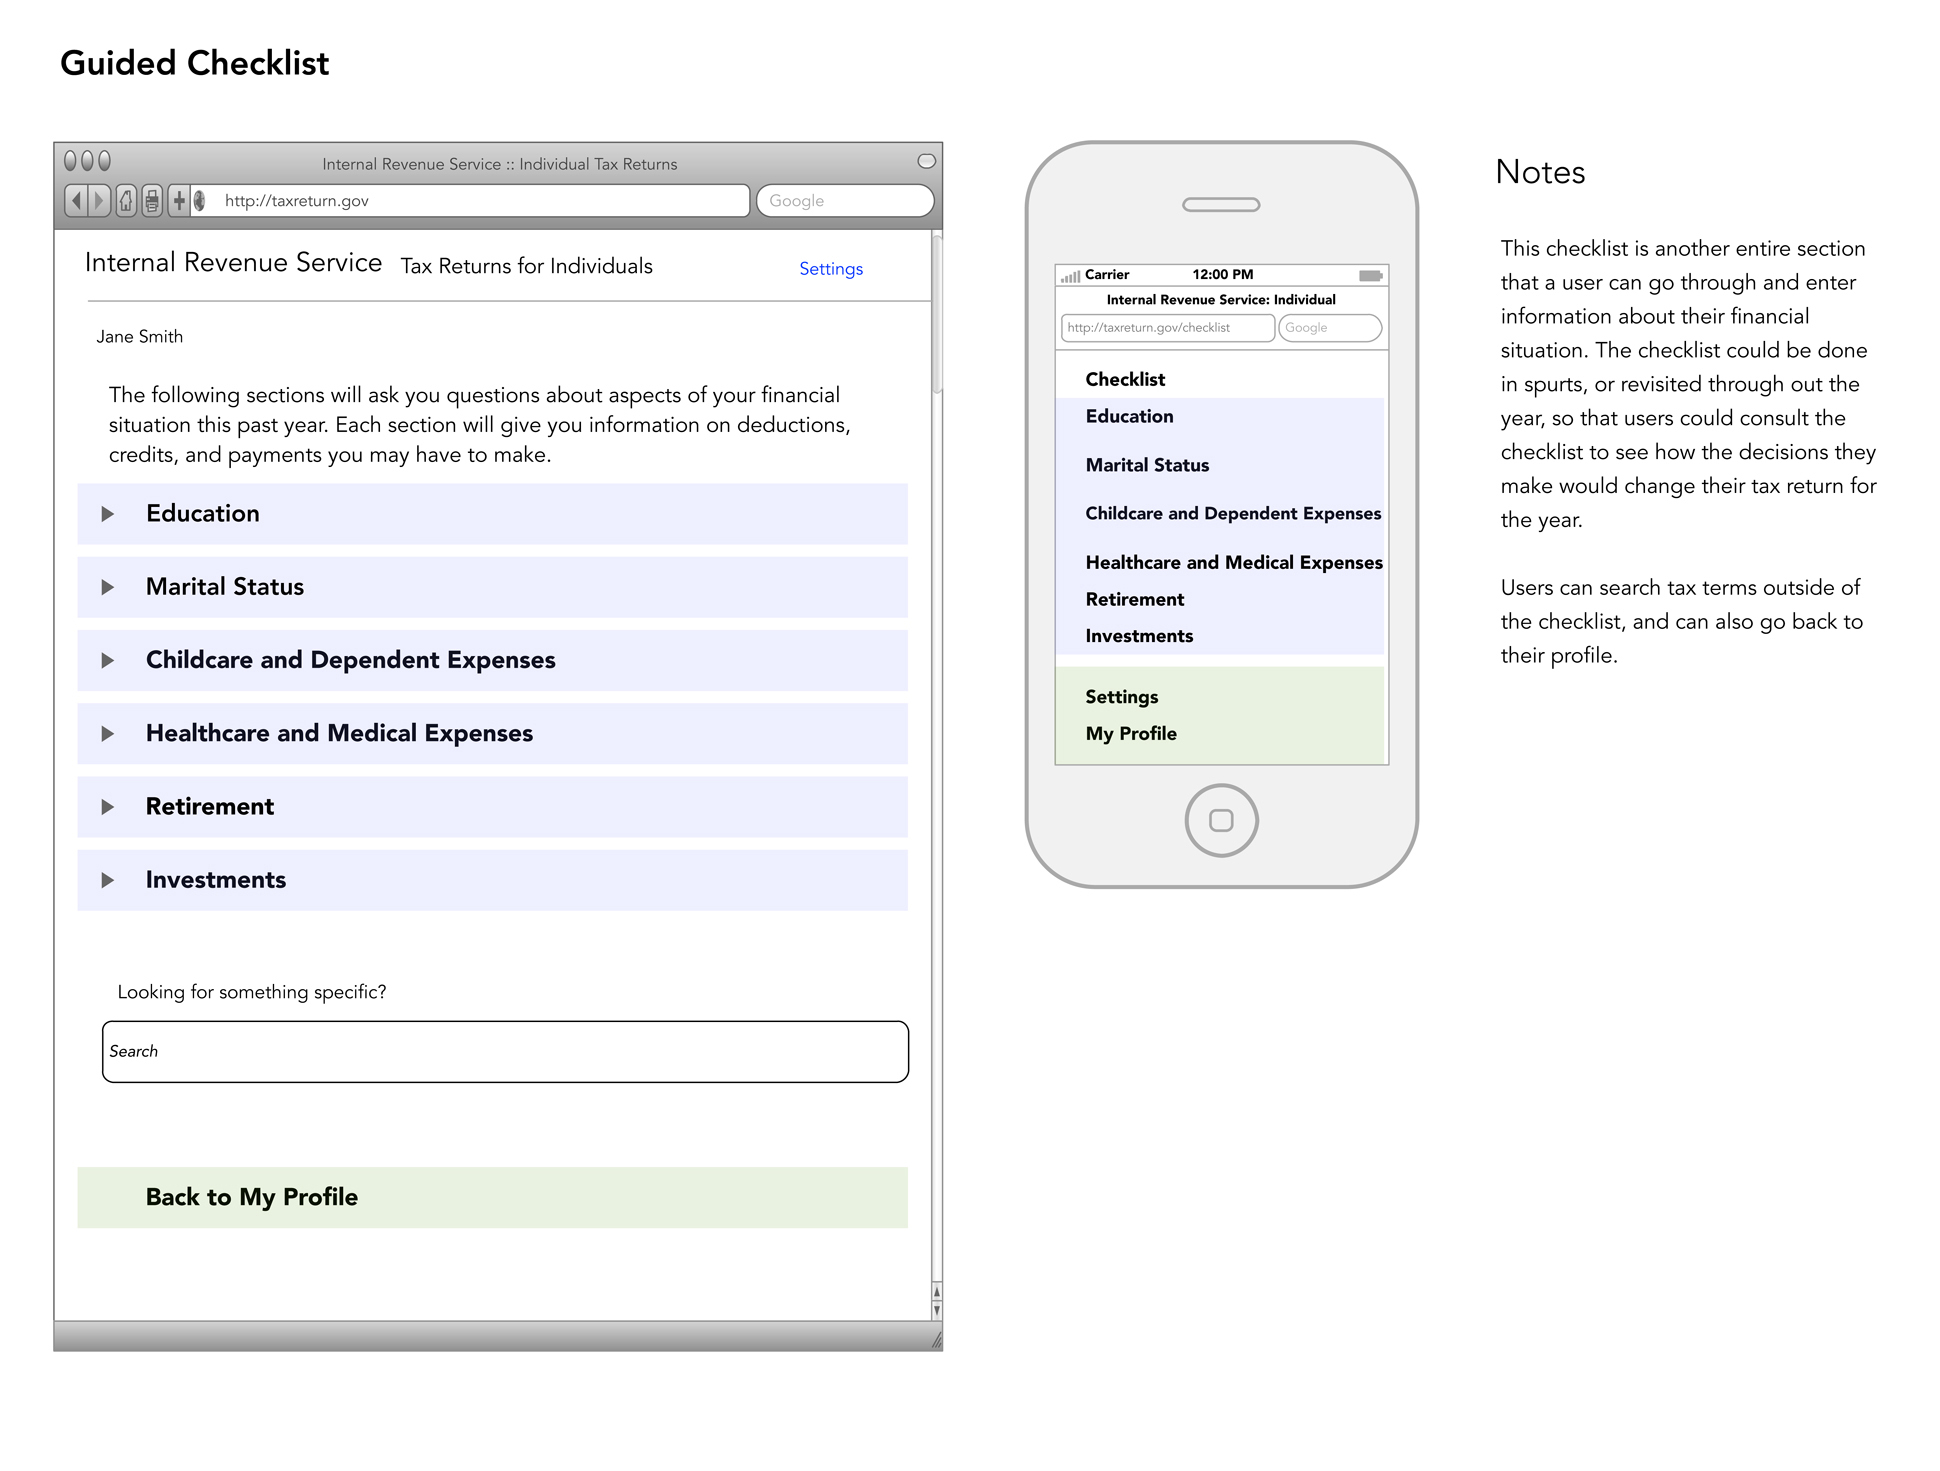 Guided Checklist
Internal Revenue Service :: Individual Tax Returns
http://taxreturn.gov
Google
Internal Revenue Service Tax Returns for Individuals Settings
Jane Smith
The following sections will ask you questions about aspects of your financial
situation this past year. Each section will give you information on deductions,
credits, and payments you may have to make.
Education
Marital Status
Childcare and Dependent Expenses
Healthcare and Medical Expenses
Retirement
Investments
Looking for something specific?
Search
Back to My Profile
Carrier 12:00 PM
Internal Revenue Service: Individual
http://taxreturn.gov/checklist Google
Checklist
Education
Marital Status
Childcare and Dependent Expenses
Healthcare and Medical Expenses
Retirement
Investments
Settings
My Profile
Notes
This checklist is another entire section
that a user can go through and enter
information about their financial
situation. The checklist could be done
in spurts, or revisited through out the
year, so that users could consult the
checklist to see how the decisions they
make would change their tax return for
the year.
Users can search tax terms outside of
the checklist, and can also go back to
their profile.